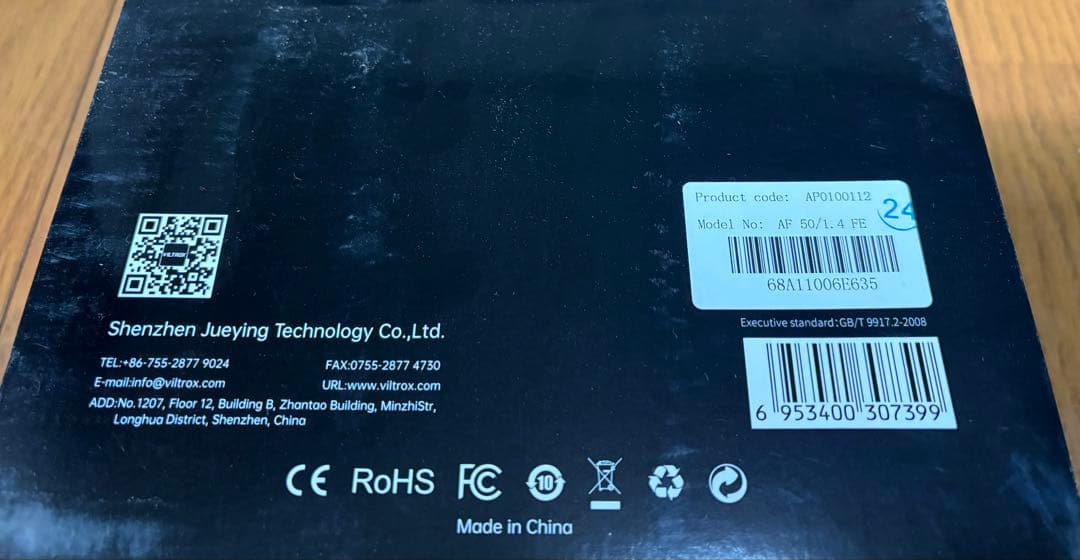 VILTROX
Shenzhen Jueying Technology Co.,Ltd.
TEL:+86-755-2877 9024 FAX:0755-2877 4730
E-mail:info@viltrox.com URL:www.viltrox.com
ADD:No.1207, Floor 12, Building B, Zhantao Building, MinzhiStr,
Longhua District, Shenzhen, China
Product code: AP0100112
24
Model No: AF 50/1.4 FE
68A11006E635
Executive standard:GB/T 9917.2-2008
6 953400 307399
CE RoHS FC 10
Made in China